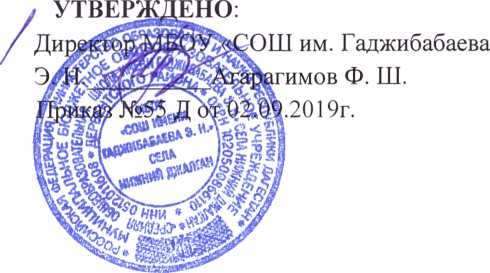 УТВЕРЖДЕНО:
Директор МБОУ «СОШ им. Гаджибабаева
Э. Н. Агарагимов Ф. Ш.
Приказ №55 Д от 02.09.2019г.
«СОШ ИМЕНИ
ГАДЖИБАБАЕВА Э. Н.»
СЕЛА
НИЖНИЙ ДЖАЛГАН